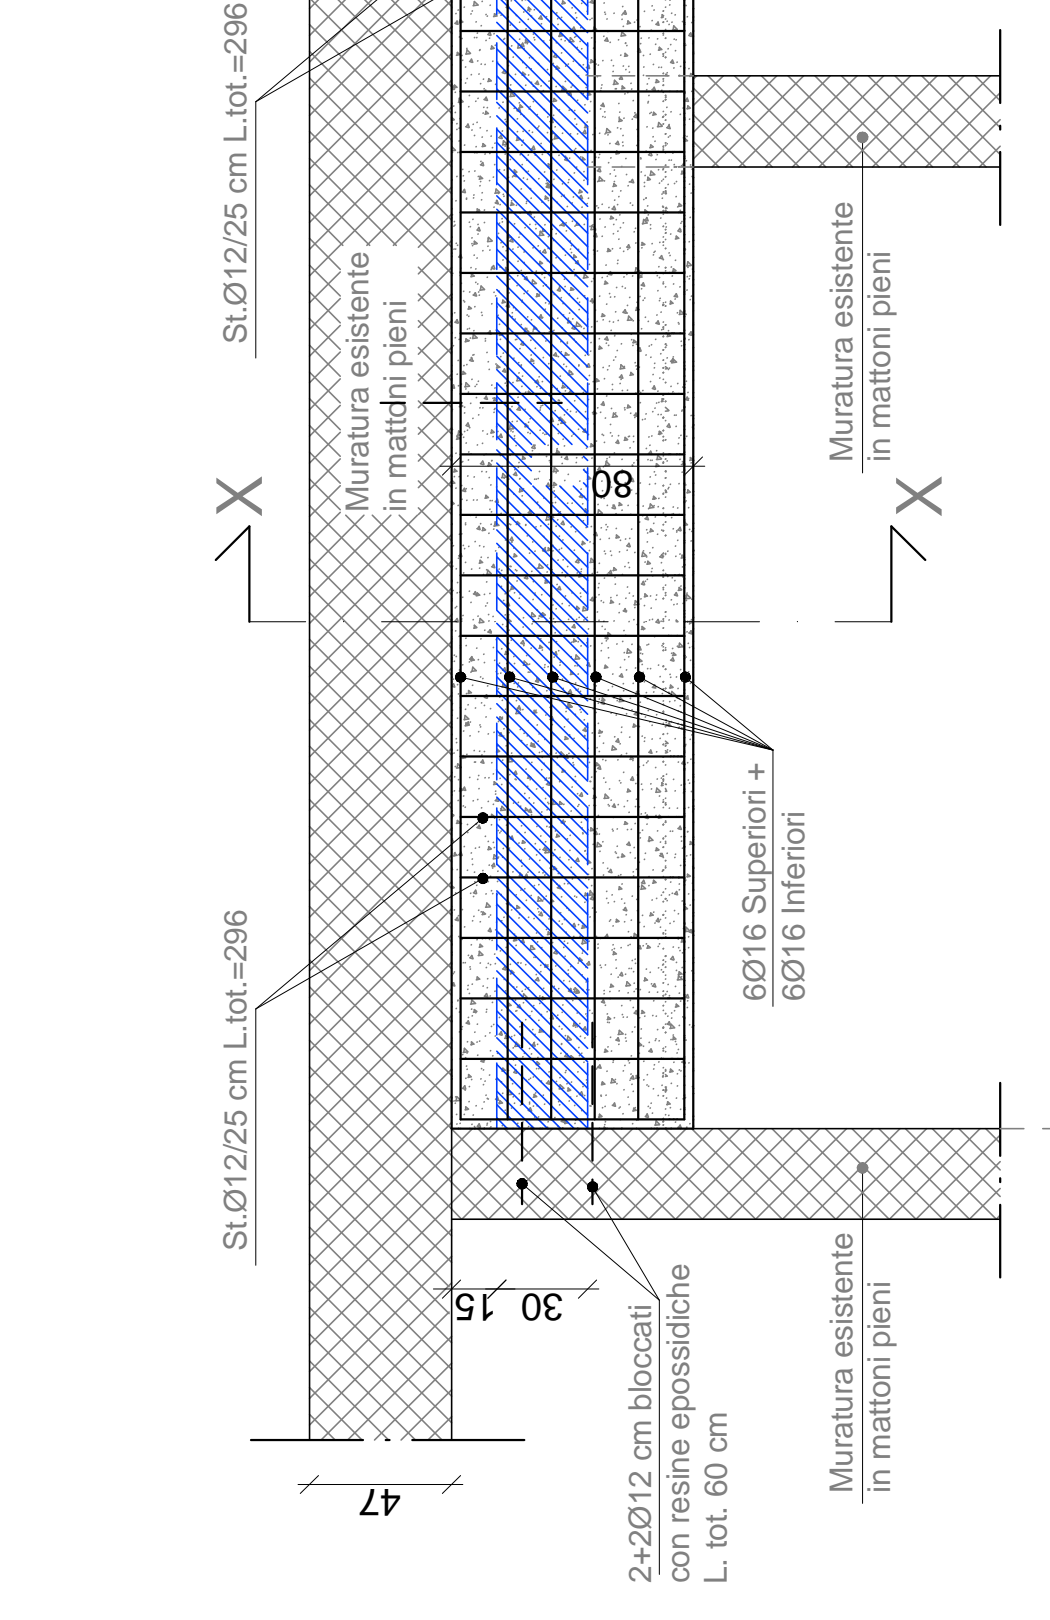 St.Ø12/25 cm L.tot.=296
Muratura esistente
in mattoni pieni
Muratura esistente
in mattoni pieni
X
X
80
St.Ø12/25 cm L.tot.=296
6Ø16 Superiori +
6Ø16 Inferiori
15
30
47
2+2Ø12 cm bloccati
con resine epossidiche
L. tot. 60 cm
Muratura esistente
in mattoni pieni